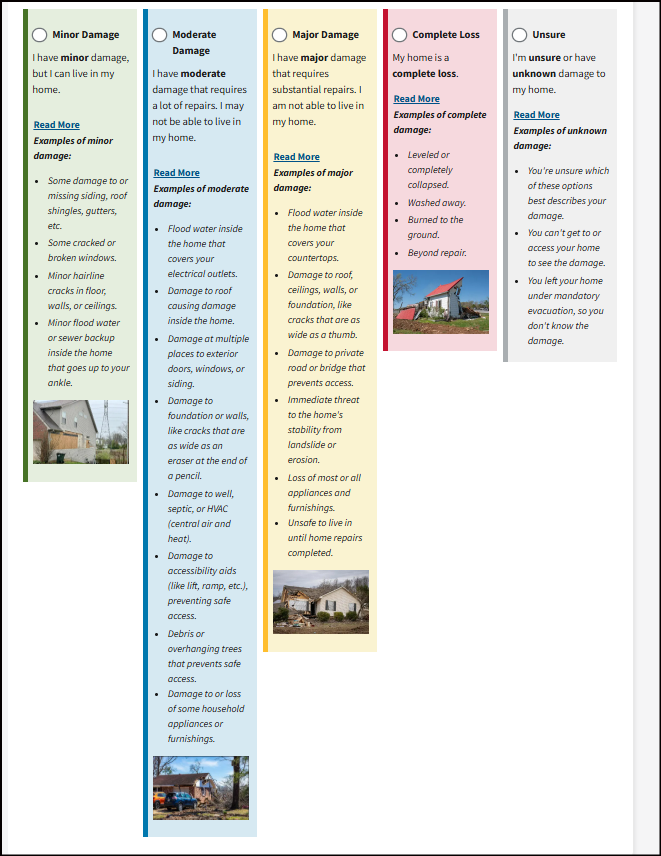 Minor Damage
I have minor damage,
but I can live in my
home.
Read More
Examples of minor
damage:
• Some damage to or
missing siding, roof
shingles, gutters,
etc.
• Some cracked or
broken windows.
• Minor hairline
cracks in floor,
walls, or ceilings.
• Minor flood water
or sewer backup
inside the home
that goes up to your
ankle.
Moderate
Damage
I have moderate
damage that requires
a lot of repairs. I may
not be able to live in
my home.
Read More
Examples of moderate
damage:
• Flood water inside
the home that
covers your
electrical outlets.
• Damage to roof
causing damage
inside the home.
• Damage at multiple
places to exterior
doors, windows, or
siding.
• Damage to
foundation or walls,
like cracks that are
as wide as an
eraser at the end of
a pencil.
• Damage to well,
septic, or HVAC
(central air and
heat).
• Damage to
accessibility aids
(like lift, ramp, etc.),
preventing safe
access.
• Debris or
overhanging trees
that prevents safe
access.
• Damage to or loss
of some household
appliances or
furnishings.
Major Damage
I have major damage
that requires
substantial repairs. I
am not able to live in
my home.
Read More
Examples of major
damage:
• Flood water inside
the home that
covers your
countertops.
• Damage to roof,
ceilings, walls, or
foundation, like
cracks that are as
wide as a thumb.
• Damage to private
road or bridge that
prevents access.
• Immediate threat
to the home's
stability from
landslide or
erosion.
• Loss of most or all
appliances and
furnishings.
• Unsafe to live in
until home repairs
completed.
Complete Loss
My home is a
complete loss.
Read More
Examples of complete
damage:
• Leveled or
completely
collapsed.
• Washed away.
• Burned to the
ground.
• Beyond repair.
Unsure
I'm unsure or have
unknown damage to
my home.
Read More
Examples of unknown
damage:
• You're unsure which
of these options
best describes your
damage.
• You can't get to or
access your home
to see the damage.
• You left your home
under mandatory
evacuation, so you
don't know the
damage.